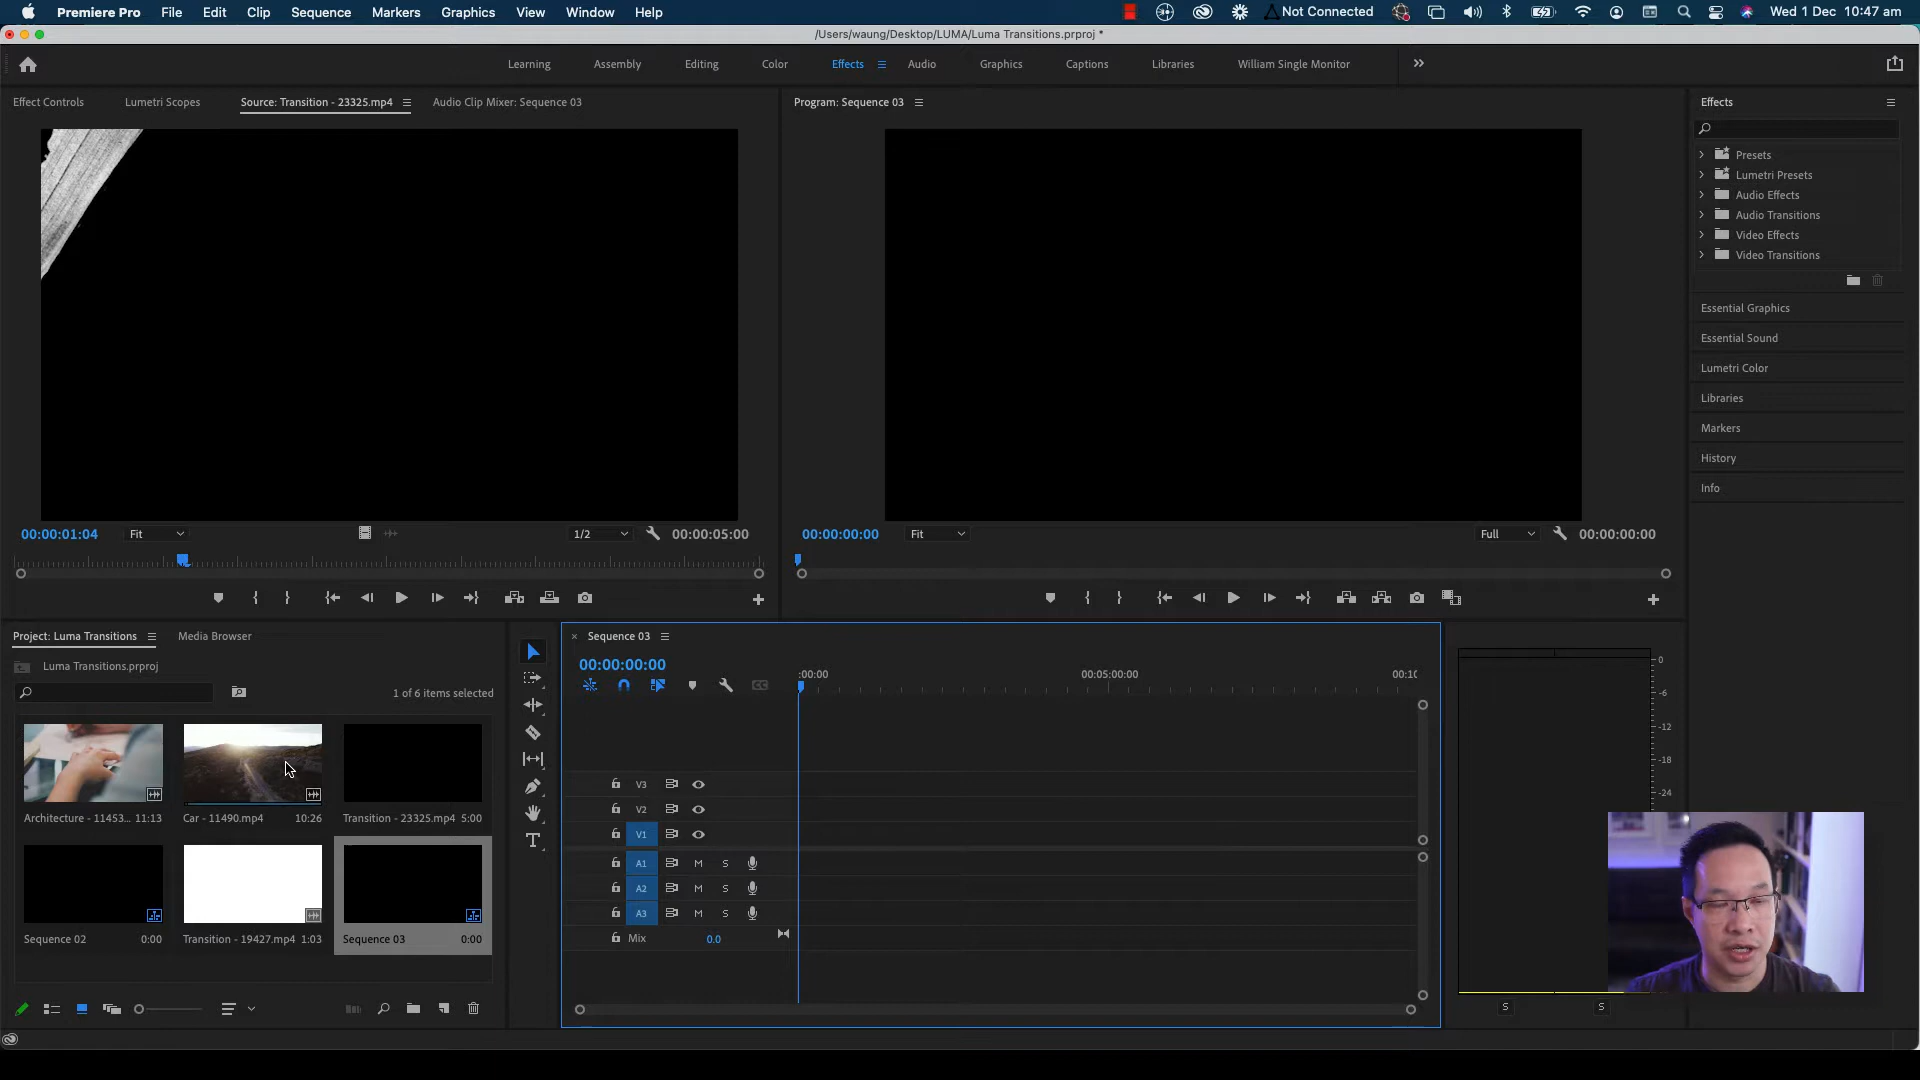 Premiere Pro File Edit Clip Sequence Markers Graphics View Window Help Not Connected Wed 1 Dec 10:47 am
/Users/waung/Desktop/LUMA/Luma Transitions.prproj *
Learning Assembly Editing Color Effects Audio Graphics Captions Libraries William Single Monitor
Effect Controls Lumetri Scopes Source: Transition - 23325.mp4 Audio Clip Mixer: Sequence 03
Program: Sequence 03
Effects
Presets
Lumetri Presets
Audio Effects
Audio Transitions
Video Effects
Video Transitions
Essential Graphics
Essential Sound
Lumetri Color
Libraries
Markers
History
Info
00:00:01:04 Fit 1/2 00:00:05:00
00:00:00:00 Fit Full 00:00:00:00
Project: Luma Transitions Media Browser
Luma Transitions.prproj
1 of 6 items selected
Architecture - 11453... 11:13
Car - 11490.mp4 10:26
Transition - 23325.mp4 5:00
Sequence 02 0:00
Transition - 19427.mp4 1:03
Sequence 03 0:00
Sequence 03
00:00:00:00
:00:00 00:05:00:00 00:10
V3
V2
V1
A1 M S
A2 M S
A3 M S
Mix 0.0
0
-6
-12
-18
-24
S S